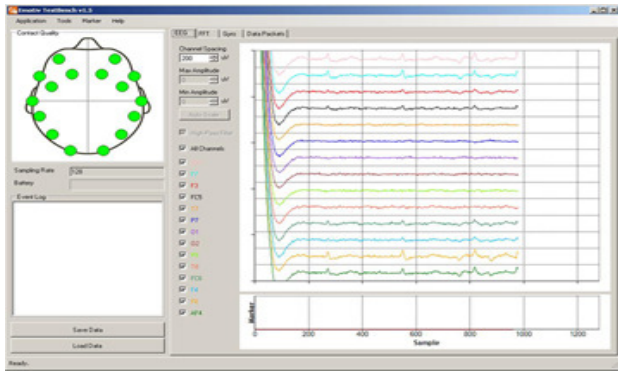 Emotiv TestBench v1.5
Application Tools Marker Help
Contact Quality
Sampling Rate 128
Battery
Event Log
Save Data
Load Data
Ready.
EEG FFT Gyro Data Packets
Channel Spacing
200 uV
Max Amplitude
uV
Min Amplitude
uV
Auto Scale
High Pass Filter
All Channels
F3
FC5
P7
O1
O2
FC6
F4
AF4
Marker
0 200 400 600 800 1000 1200
Sample